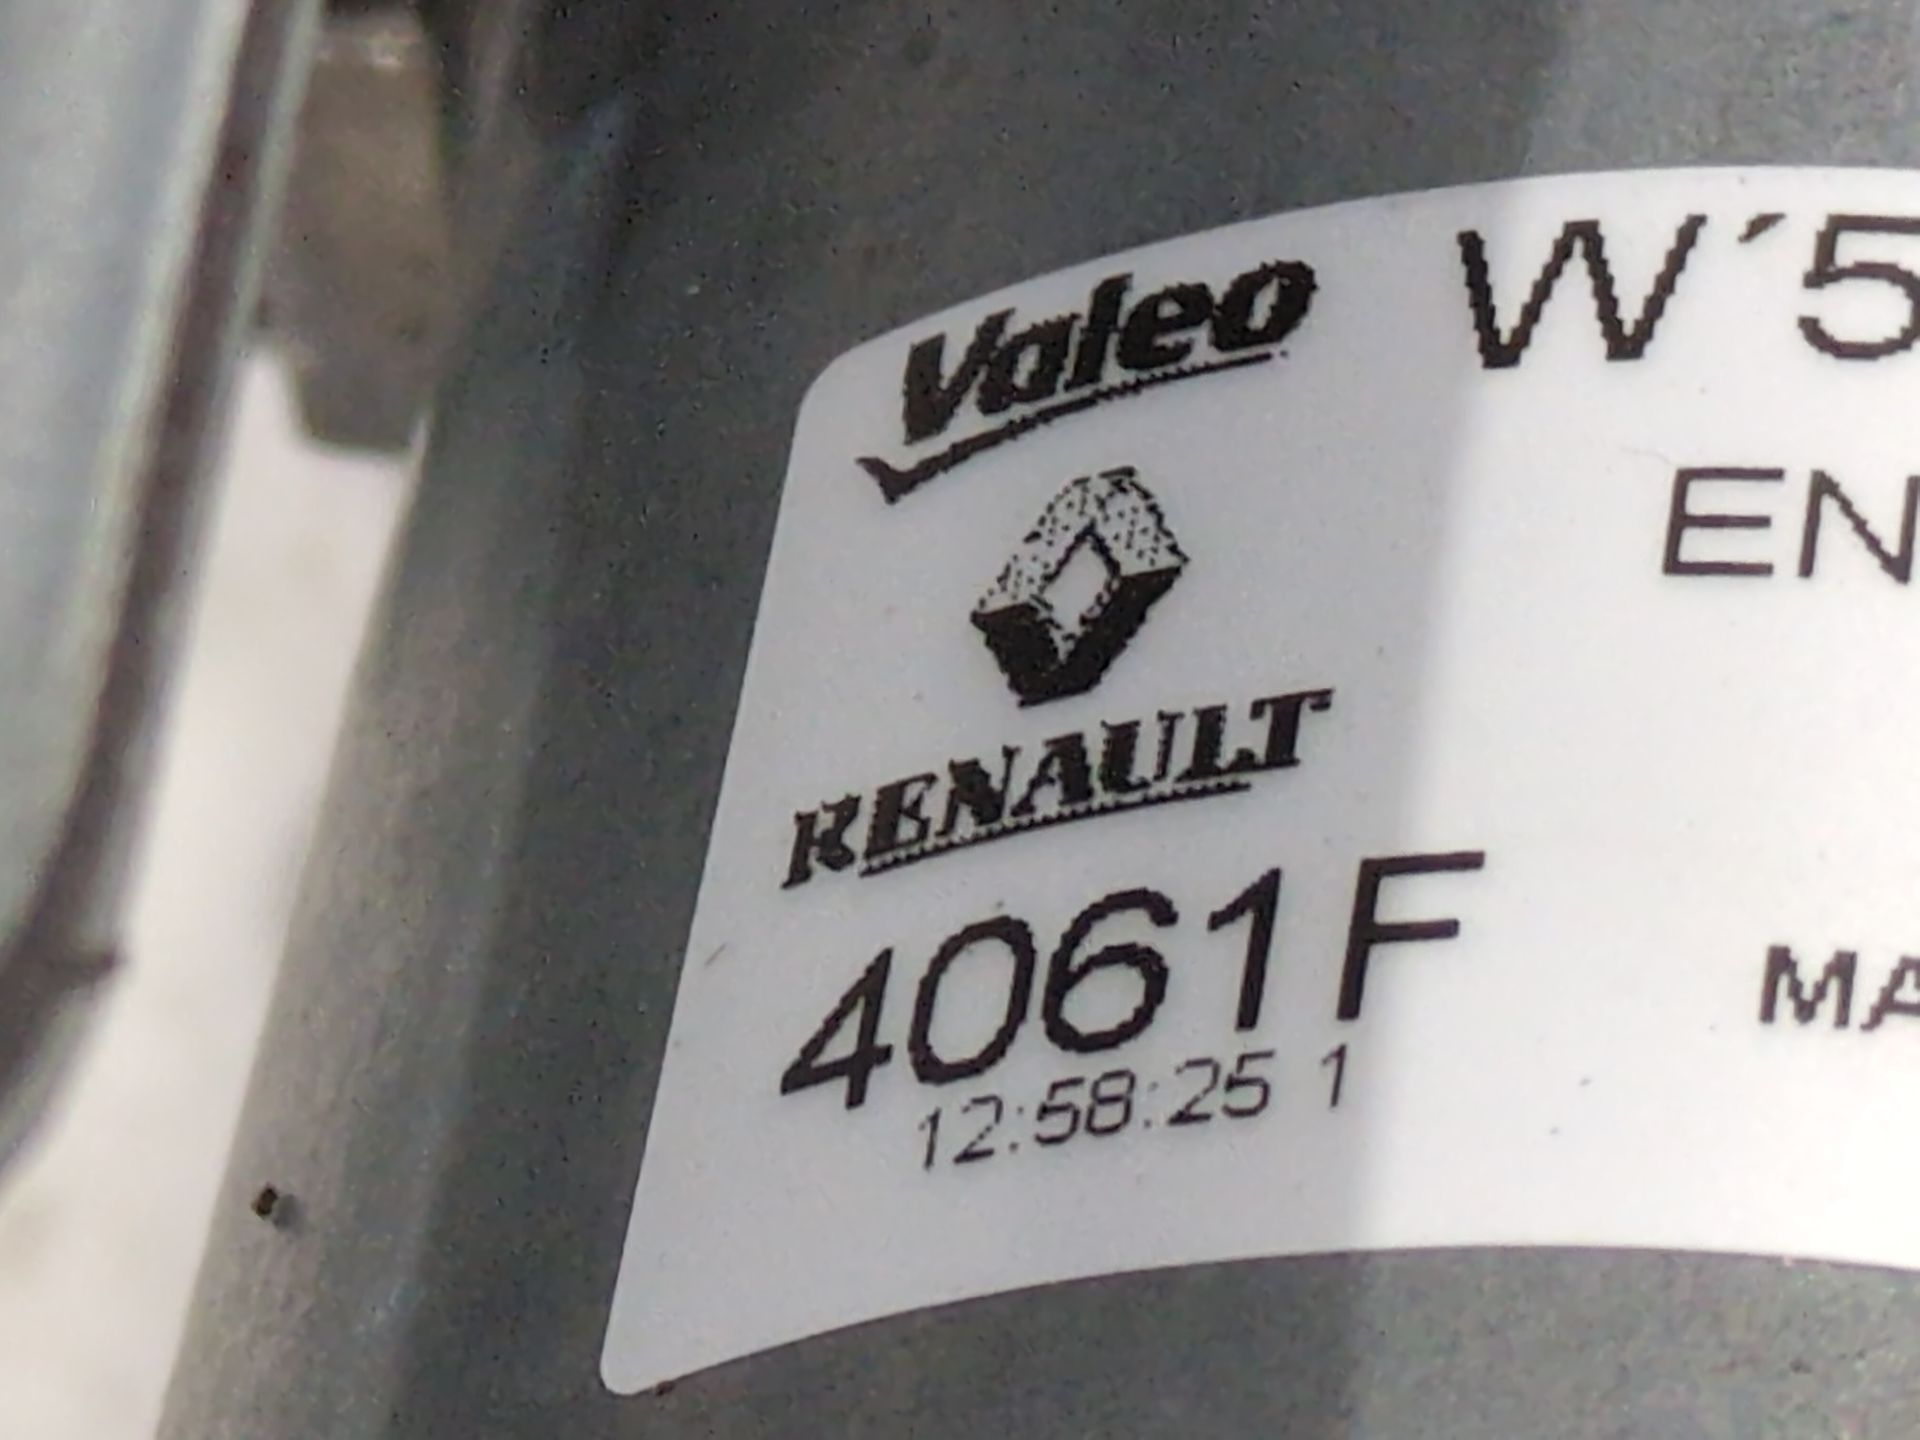 Valeo
W´5
EN
RENAULT
4061F
MA
12:58:25 1